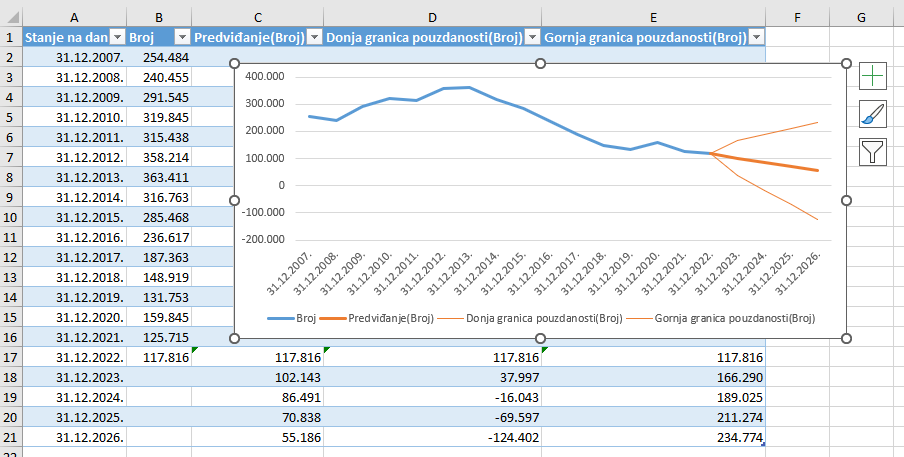 A B C D E F G
1 Stanje na dan Broj Predviđanje(Broj) Donja granica pouzdanosti(Broj) Gornja granica pouzdanosti(Broj)
2 31.12.2007. 254.484
3 31.12.2008. 240.455
4 31.12.2009. 291.545
5 31.12.2010. 319.845
6 31.12.2011. 315.438
7 31.12.2012. 358.214
8 31.12.2013. 363.411
9 31.12.2014. 316.763
10 31.12.2015. 285.468
11 31.12.2016. 236.617
12 31.12.2017. 187.363
13 31.12.2018. 148.919
14 31.12.2019. 131.753
15 31.12.2020. 159.845
16 31.12.2021. 125.715
17 31.12.2022. 117.816 117.816 117.816 117.816
18 31.12.2023. 102.143 37.997 166.290
19 31.12.2024. 86.491 -16.043 189.025
20 31.12.2025. 70.838 -69.597 211.274
21 31.12.2026. 55.186 -124.402 234.774
400.000
300.000
200.000
100.000
0
-100.000
-200.000
31.12.2007. 31.12.2008. 31.12.2009. 31.12.2010. 31.12.2011. 31.12.2012. 31.12.2013. 31.12.2014. 31.12.2015. 31.12.2016. 31.12.2017. 31.12.2018. 31.12.2019. 31.12.2020. 31.12.2021. 31.12.2022. 31.12.2023. 31.12.2024. 31.12.2025. 31.12.2026.
Broj Predviđanje(Broj) Donja granica pouzdanosti(Broj) Gornja granica pouzdanosti(Broj)